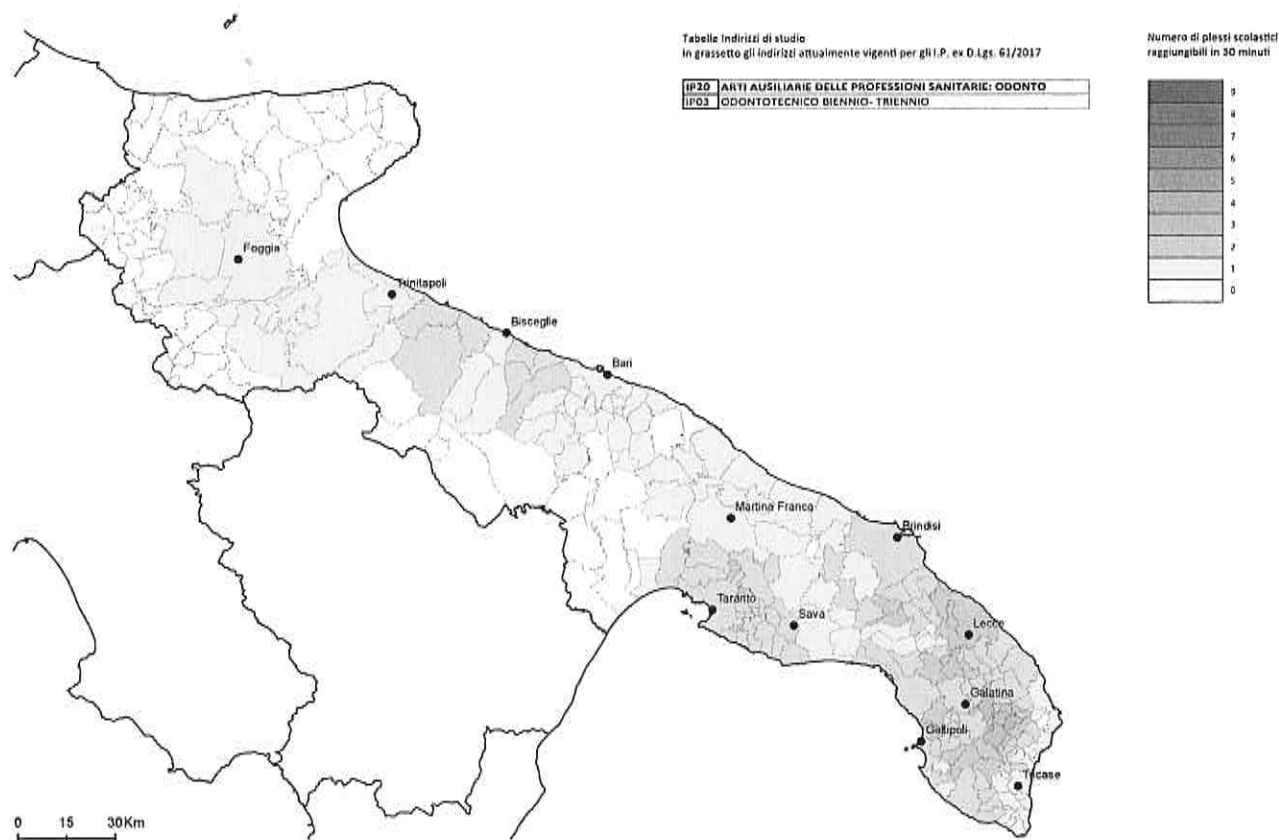 Tabella Indirizzi di studio
in grassetto gli indirizzi attualmente vigenti per gli I.P. ex D.Lgs. 61/2017
IP20 ARTI AUSILIARIE DELLE PROFESSIONI SANITARIE: ODONTO
IP03 ODONTOTECNICO BIENNIO- TRIENNIO
Numero di plessi scolastici
raggiungibili in 30 minuti
9
8
7
6
5
4
3
2
1
0
Foggia
Trinitapoli
Bisceglie
Bari
Martina Franca
Brindisi
Taranto
Sava
Lecce
Galatina
Gallipoli
Tricase
0 15 30Km